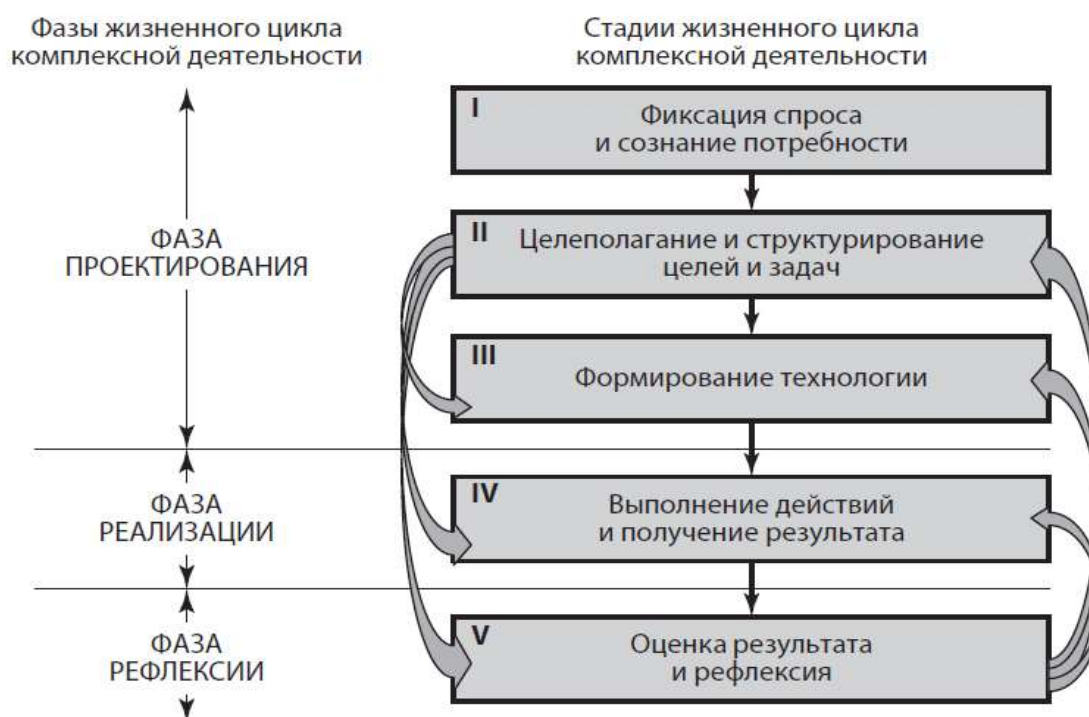 Фазы жизненного цикла
комплексной деятельности
Стадии жизненного цикла
комплексной деятельности
I
Фиксация спроса
и сознание потребности
ФАЗА
ПРОЕКТИРОВАНИЯ
II
Целеполагание и структурирование
целей и задач
III
Формирование технологии
ФАЗА
РЕАЛИЗАЦИИ
IV
Выполнение действий
и получение результата
ФАЗА
РЕФЛЕКСИИ
V
Оценка результата
и рефлексия